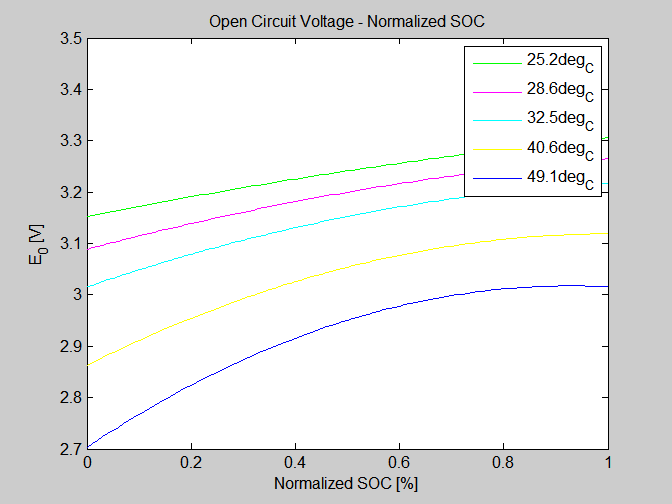 Open Circuit Voltage - Normalized SOC
3.5
3.4
3.3
3.2
3.1
3
2.9
2.8
2.7
E0 [V]
25.2degC
28.6degC
32.5degC
40.6degC
49.1degC
0 0.2 0.4 0.6 0.8 1
Normalized SOC [%]